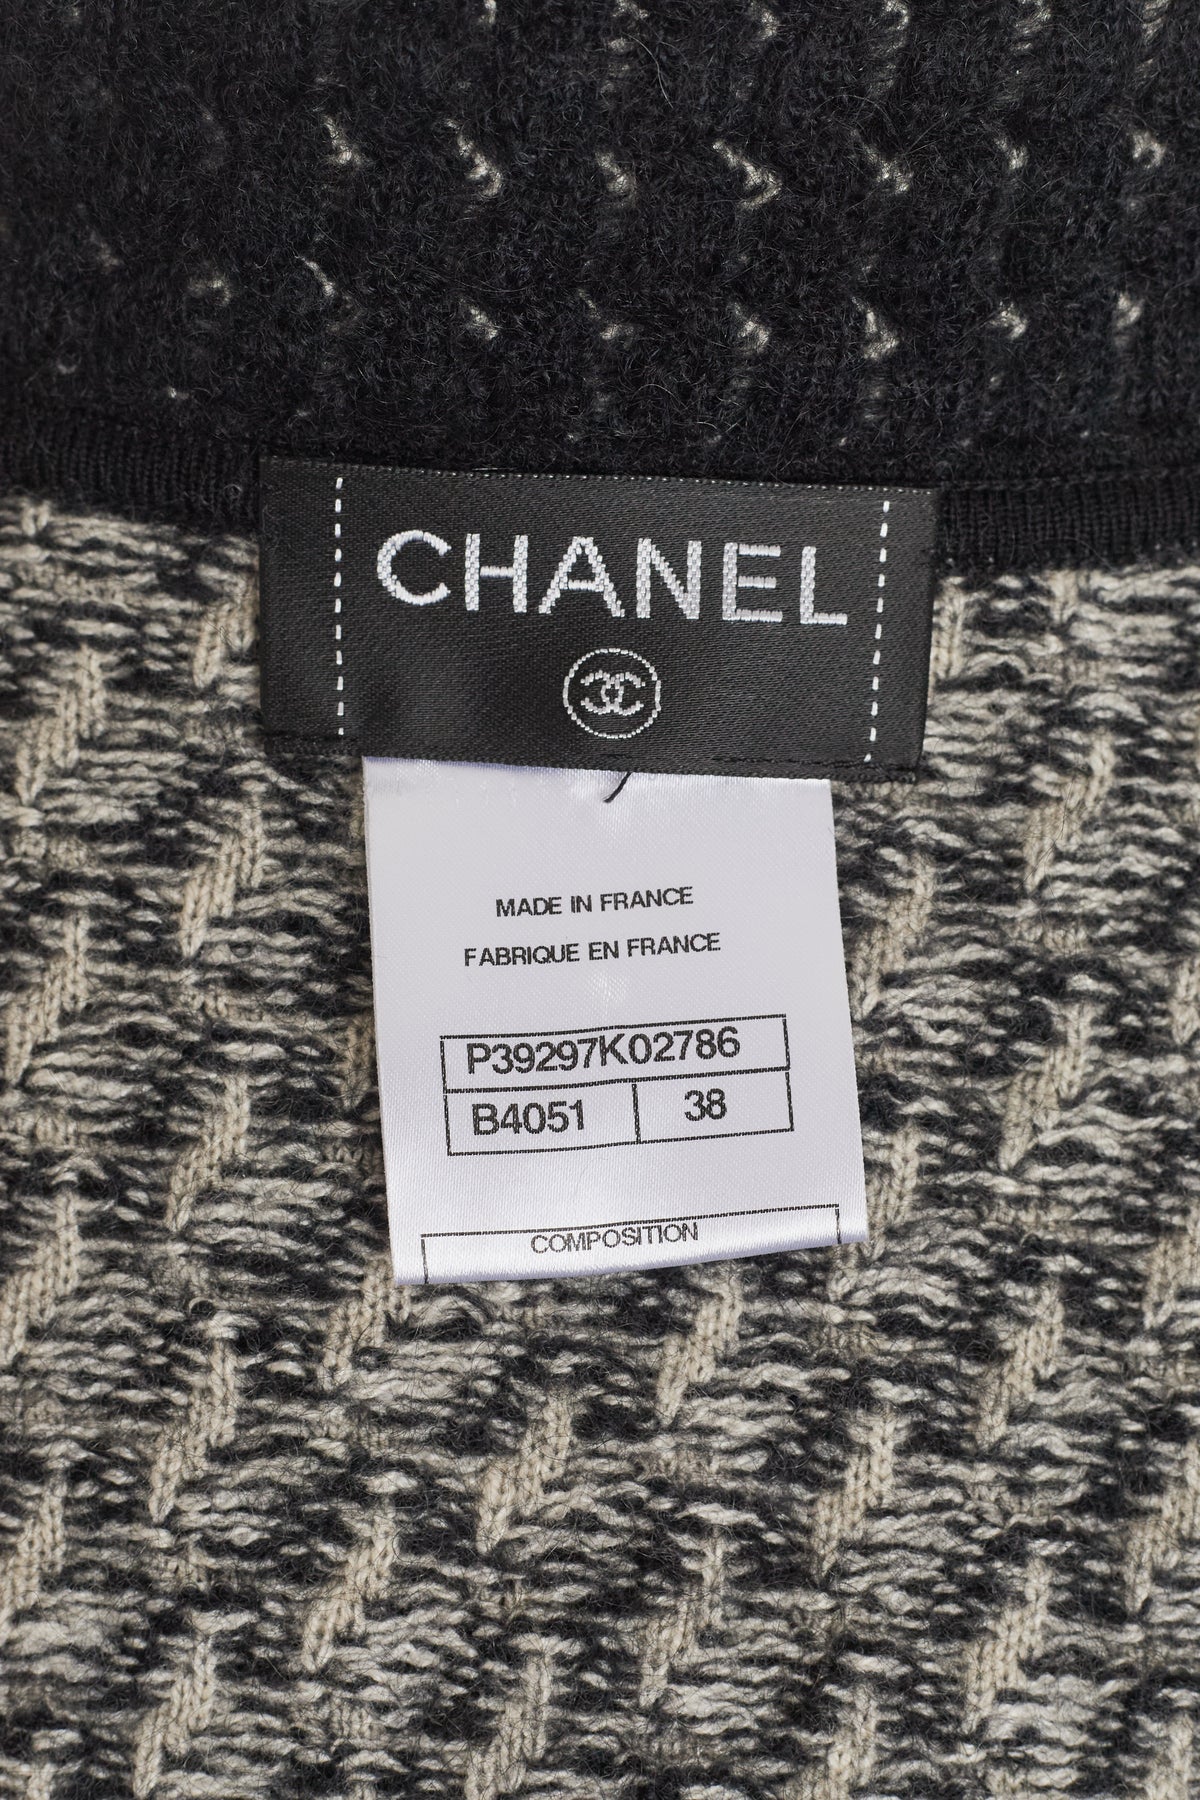 CHANEL
MADE IN FRANCE
FABRIQUE EN FRANCE
P39297K02786
B4051 38
COMPOSITION